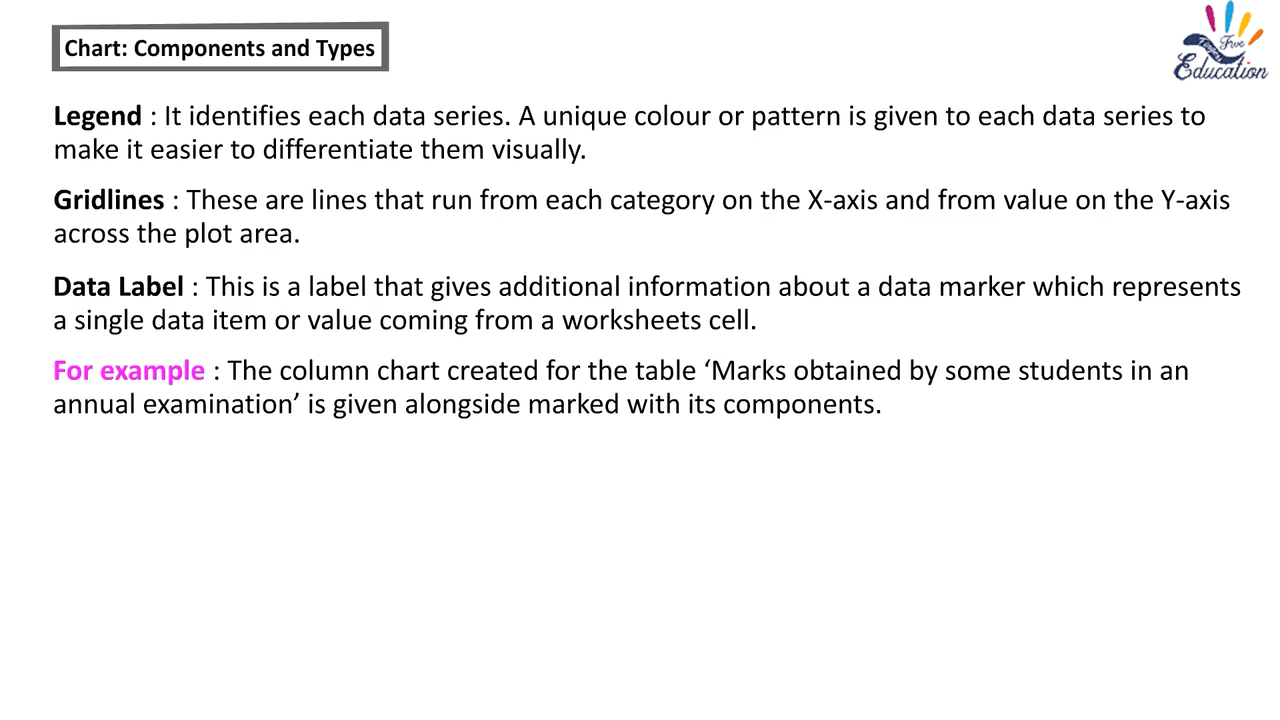 Chart: Components and Types
Five
Education
Legend : It identifies each data series. A unique colour or pattern is given to each data series to
make it easier to differentiate them visually.
Gridlines : These are lines that run from each category on the X-axis and from value on the Y-axis
across the plot area.
Data Label : This is a label that gives additional information about a data marker which represents
a single data item or value coming from a worksheets cell.
For example : The column chart created for the table ‘Marks obtained by some students in an
annual examination’ is given alongside marked with its components.